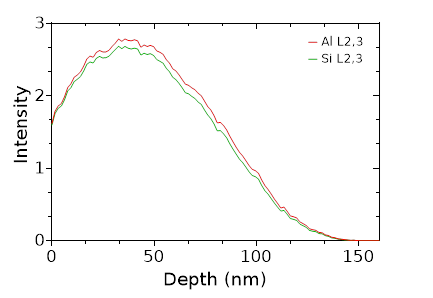 3
Al L2,3
Si L2,3
2
Intensity
1
0
0 50 100 150
Depth (nm)